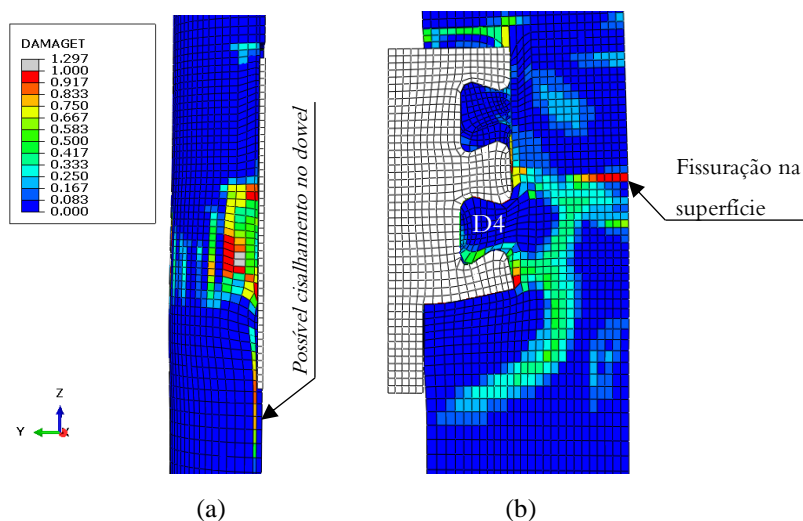 DAMAGET
1.297
1.000
0.917
0.833
0.750
0.667
0.583
0.500
0.417
0.333
0.250
0.167
0.083
0.000
Possível cisalhamento no dowel
D4
Fissuração na
superfície
Z
Y
X
(a)
(b)